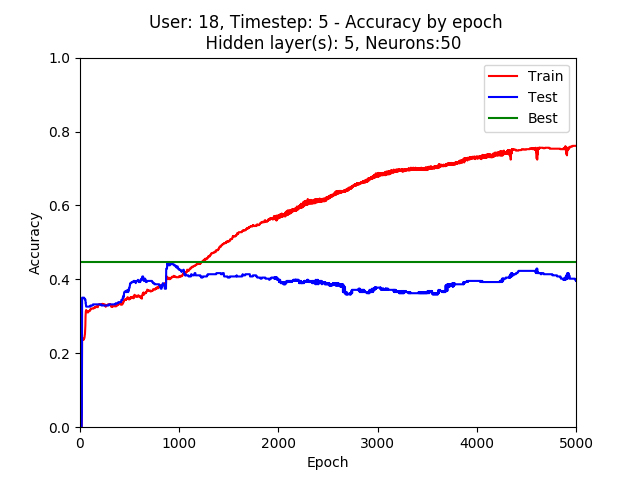 User: 18, Timestep: 5 - Accuracy by epoch
Hidden layer(s): 5, Neurons:50
1.0
0.8
0.6
0.4
0.2
0.0
Accuracy
Train
Test
Best
0 1000 2000 3000 4000 5000
Epoch